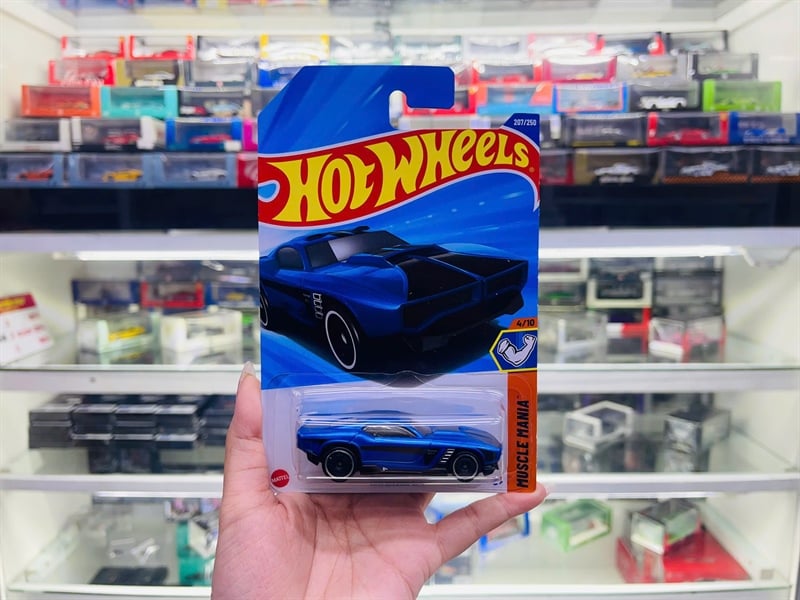 207/250
HOT WHEELS
4/10
MUSCLE MANIA
MATTEL